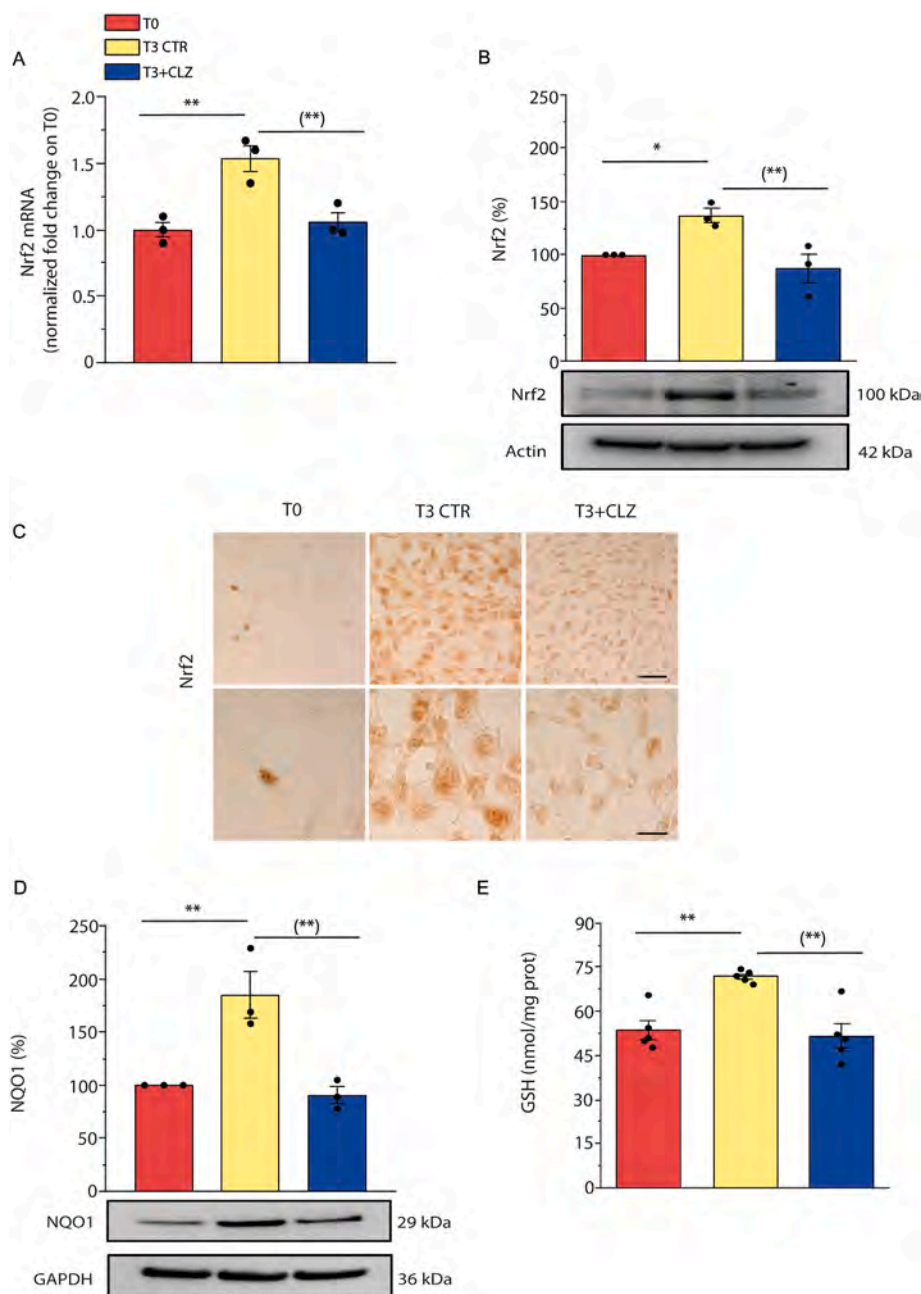 T0
T3 CTR
T3+CLZ
A
2.0
1.5
1.0
0.5
0
Nrf2 mRNA
(normalized fold change on T0)
**
(**)
B
250
200
150
100
50
0
Nrf2 (%)
*
(**)
Nrf2
100 kDa
Actin
42 kDa
C
T0
T3 CTR
T3+CLZ
Nrf2
D
250
200
150
100
50
0
NQO1 (%)
**
(**)
NQO1
29 kDa
GAPDH
36 kDa
E
90
75
60
45
30
15
0
GSH (nmol/mg prot)
**
(**)